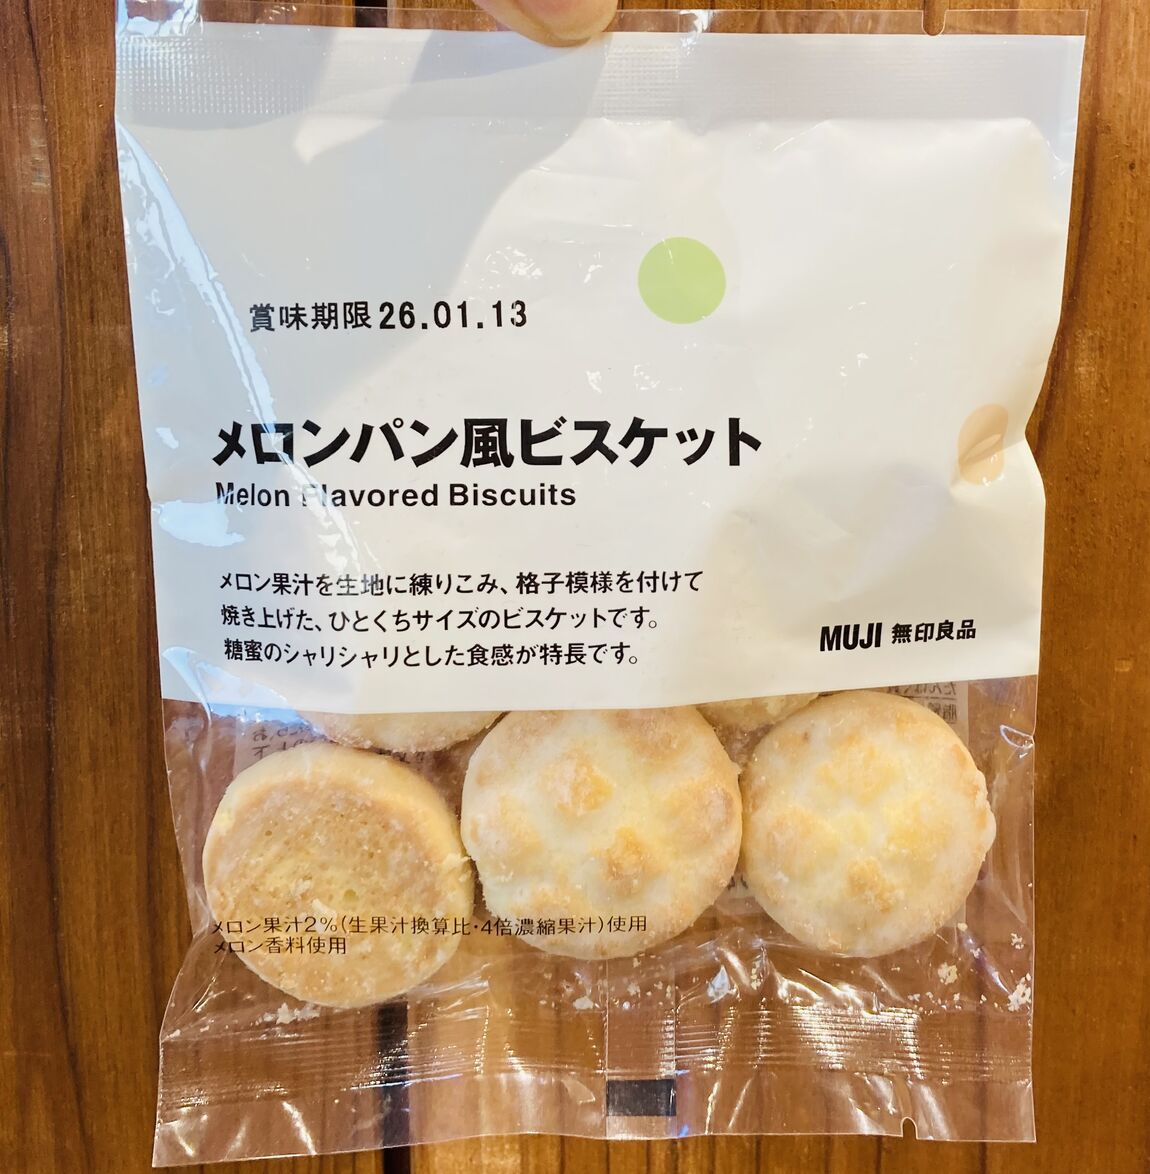 賞味期限26.01.13
メロンパン風ビスケット
Melon Flavored Biscuits
メロン果汁を生地に練りこみ、格子模様を付けて
焼き上げた、ひとくちサイズのビスケットです。
糖蜜のシャリシャリとした食感が特長です。
MUJI 無印良品
メロン果汁2%(生果汁換算比・4倍濃縮果汁)使用
メロン香料使用